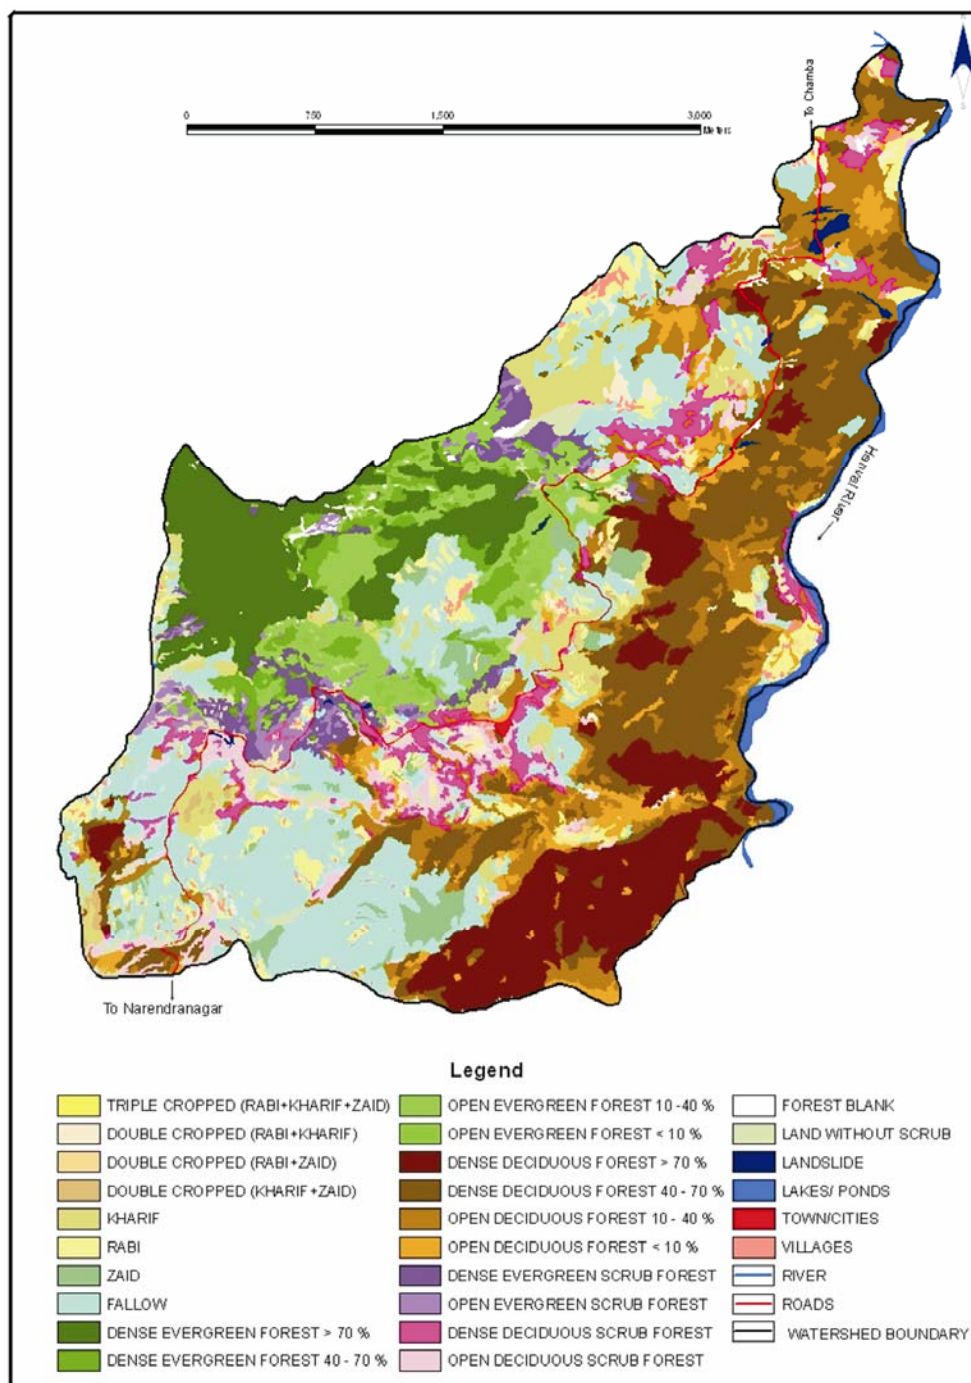 0 750 1,500 3,000
Meters
To Chamba
Henval River
To Narendranagar
Legend
TRIPLE CROPPED (RABI+KHARIF+ZAID)
DOUBLE CROPPED (RABI+KHARIF)
DOUBLE CROPPED (RABI+ZAID)
DOUBLE CROPPED (KHARIF+ZAID)
KHARIF
RABI
ZAID
FALLOW
DENSE EVERGREEN FOREST > 70 %
DENSE EVERGREEN FOREST 40 - 70 %
OPEN EVERGREEN FOREST 10 -40 %
OPEN EVERGREEN FOREST < 10 %
DENSE DECIDUOUS FOREST > 70 %
DENSE DECIDUOUS FOREST 40 - 70 %
OPEN DECIDUOUS FOREST 10 - 40 %
OPEN DECIDUOUS FOREST < 10 %
DENSE EVERGREEN SCRUB FOREST
OPEN EVERGREEN SCRUB FOREST
DENSE DECIDUOUS SCRUB FOREST
OPEN DECIDUOUS SCRUB FOREST
FOREST BLANK
LAND WITHOUT SCRUB
LANDSLIDE
LAKES/ PONDS
TOWN/CITIES
VILLAGES
RIVER
ROADS
WATERSHED BOUNDARY